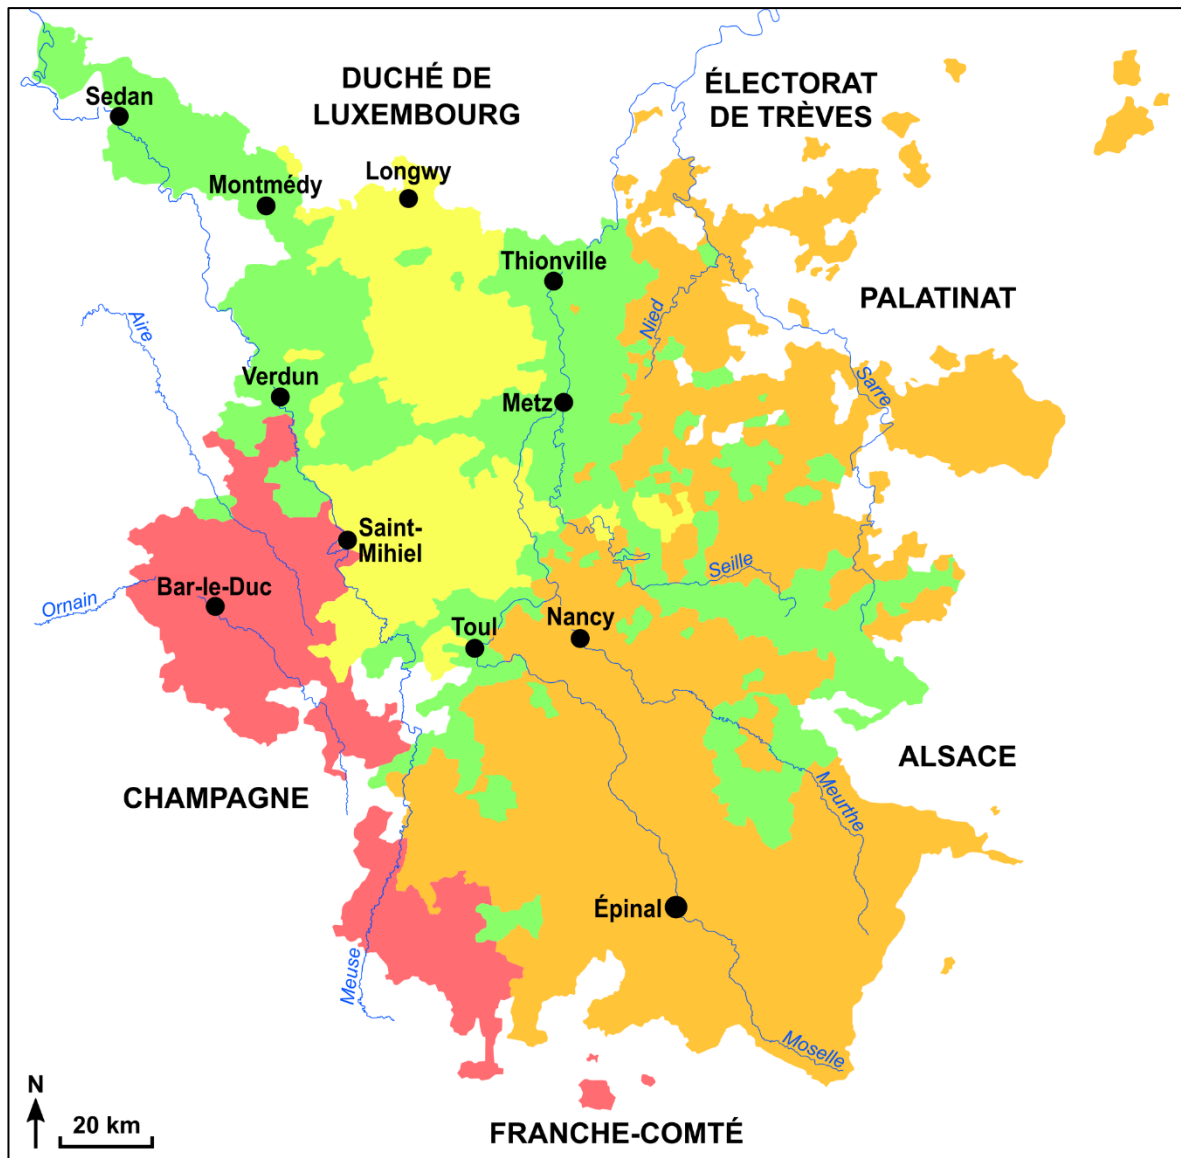 DUCHÉ DE
LUXEMBOURG
ÉLECTORAT
DE TRÈVES
Sedan
Montmédy
Longwy
Thionville
PALATINAT
Nied
Aire
Sarre
Verdun
Metz
Saint-
Mihiel
Bar-le-Duc
Ornain
Seille
Toul
Nancy
ALSACE
CHAMPAGNE
Meurthe
Épinal
Meuse
Moselle
N
20 km
FRANCHE-COMTÉ